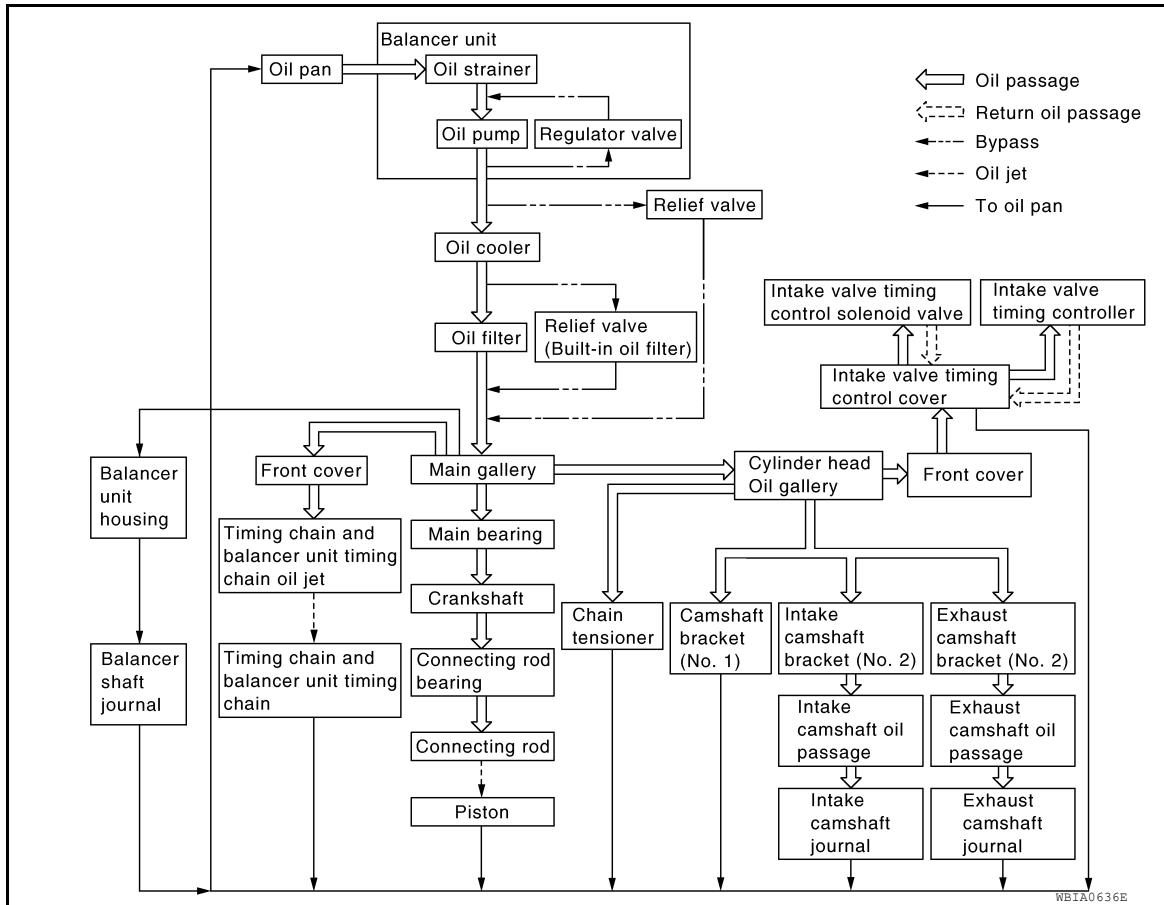 Balancer unit
Oil pan
Oil strainer
Oil pump
Regulator valve
Oil passage
Return oil passage
Bypass
Oil jet
To oil pan
Relief valve
Oil cooler
Oil filter
Relief valve
(Built-in oil filter)
Intake valve timing
control solenoid valve
Intake valve
timing controller
Intake valve timing
control cover
Balancer
unit
housing
Front cover
Main gallery
Cylinder head
Oil gallery
Front cover
Timing chain and
balancer unit timing
chain oil jet
Main bearing
Crankshaft
Chain
tensioner
Camshaft
bracket
(No. 1)
Intake
camshaft
bracket (No. 2)
Exhaust
camshaft
bracket (No. 2)
Balancer
shaft
journal
Timing chain and
balancer unit timing
chain
Connecting rod
bearing
Intake
camshaft oil
passage
Exhaust
camshaft oil
passage
Connecting rod
Piston
Intake
camshaft
journal
Exhaust
camshaft
journal
WBIA0636E